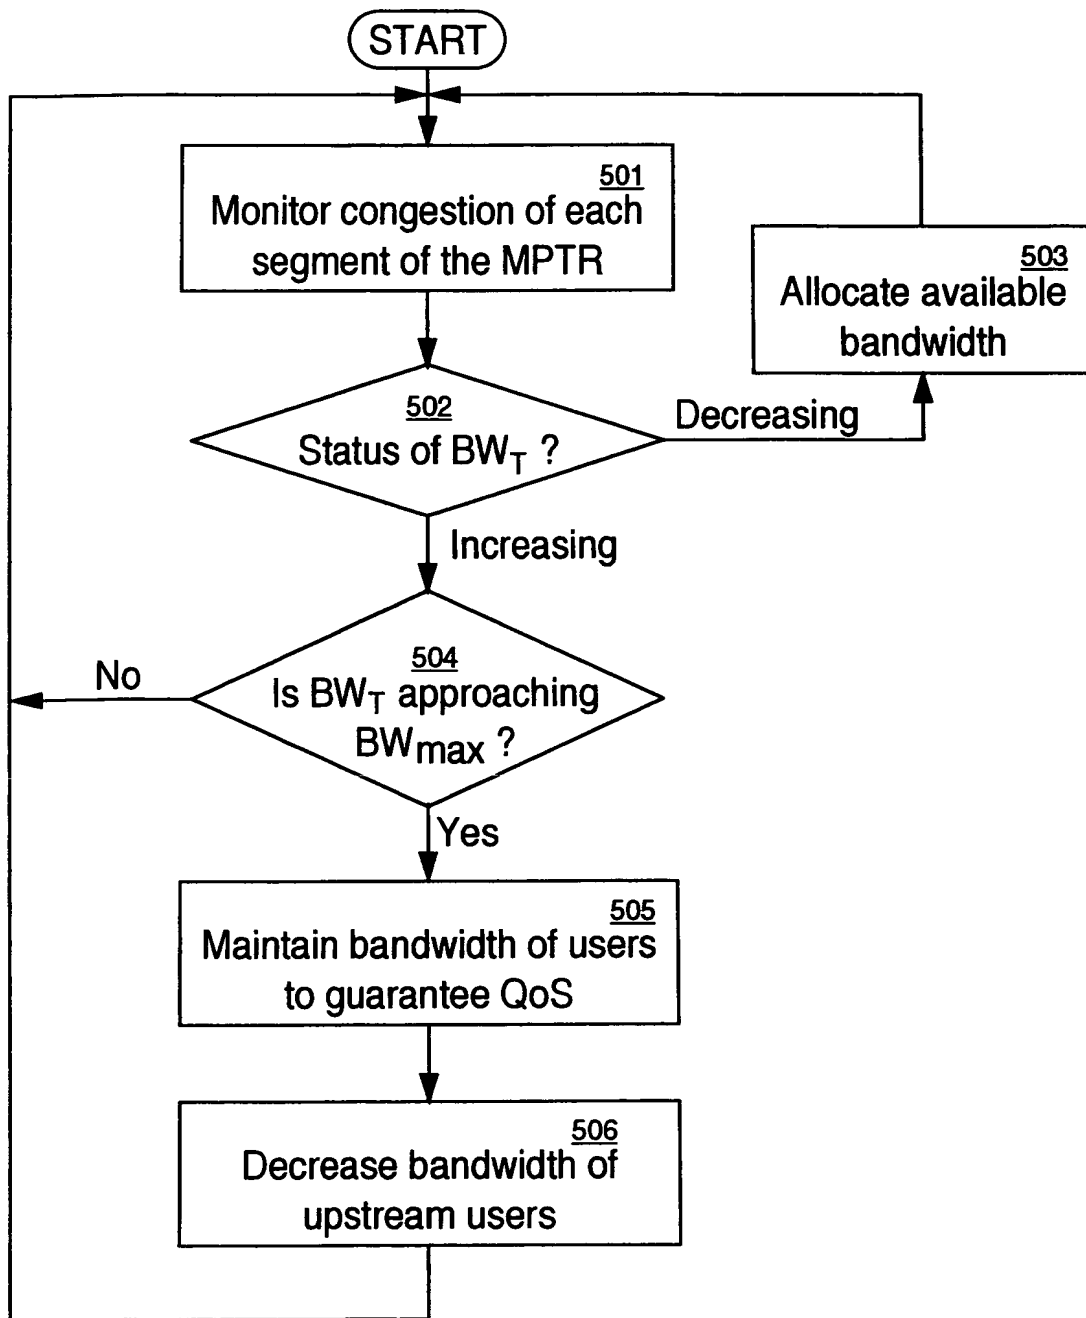 START
501
Monitor congestion of each
segment of the MPTR
503
Allocate available
bandwidth
502
Status of BWT ?
Decreasing
Increasing
504
Is BWT approaching
BWmax ?
No
Yes
505
Maintain bandwidth of users
to guarantee QoS
506
Decrease bandwidth of
upstream users